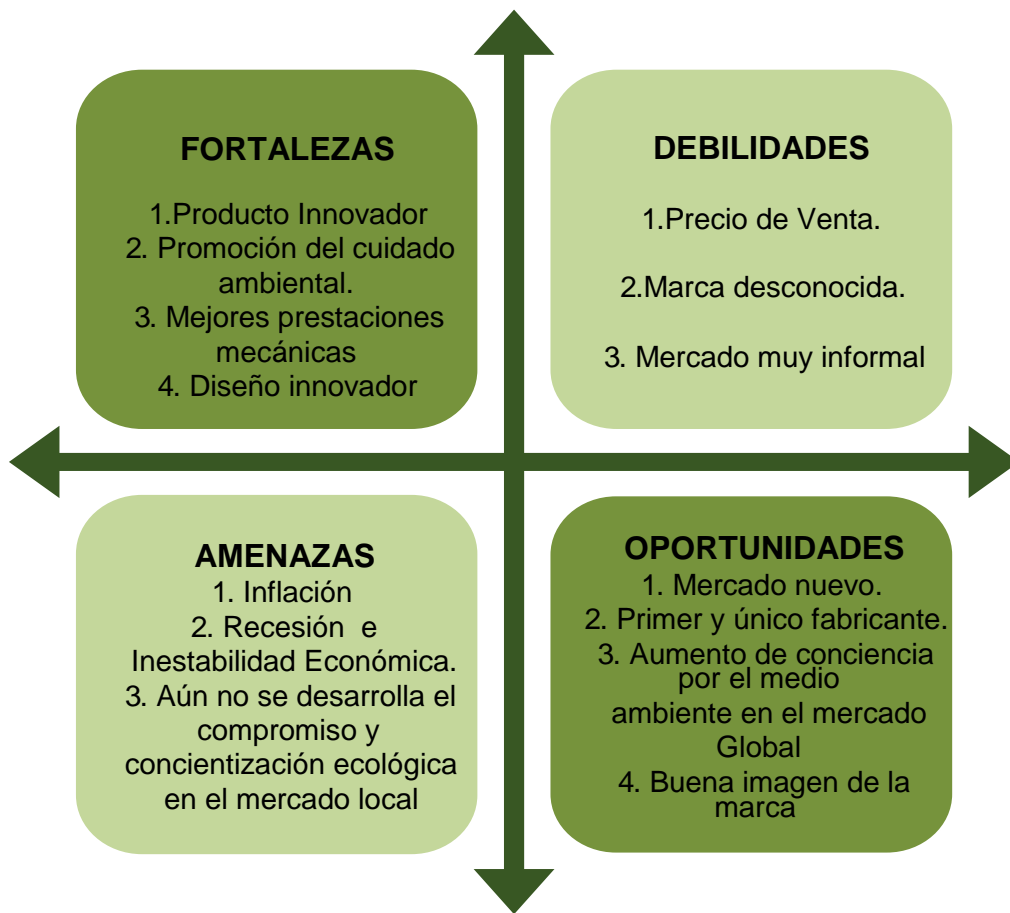 FORTALEZAS
1.Producto Innovador
2. Promoción del cuidado
ambiental.
3. Mejores prestaciones
mecánicas
4. Diseño innovador
DEBILIDADES
1.Precio de Venta.
2.Marca desconocida.
3. Mercado muy informal
AMENAZAS
1. Inflación
2. Recesión e
Inestabilidad Económica.
3. Aún no se desarrolla el
compromiso y
concientización ecológica
en el mercado local
OPORTUNIDADES
1. Mercado nuevo.
2. Primer y único fabricante.
3. Aumento de conciencia
por el medio
ambiente en el mercado
Global
4. Buena imagen de la
marca